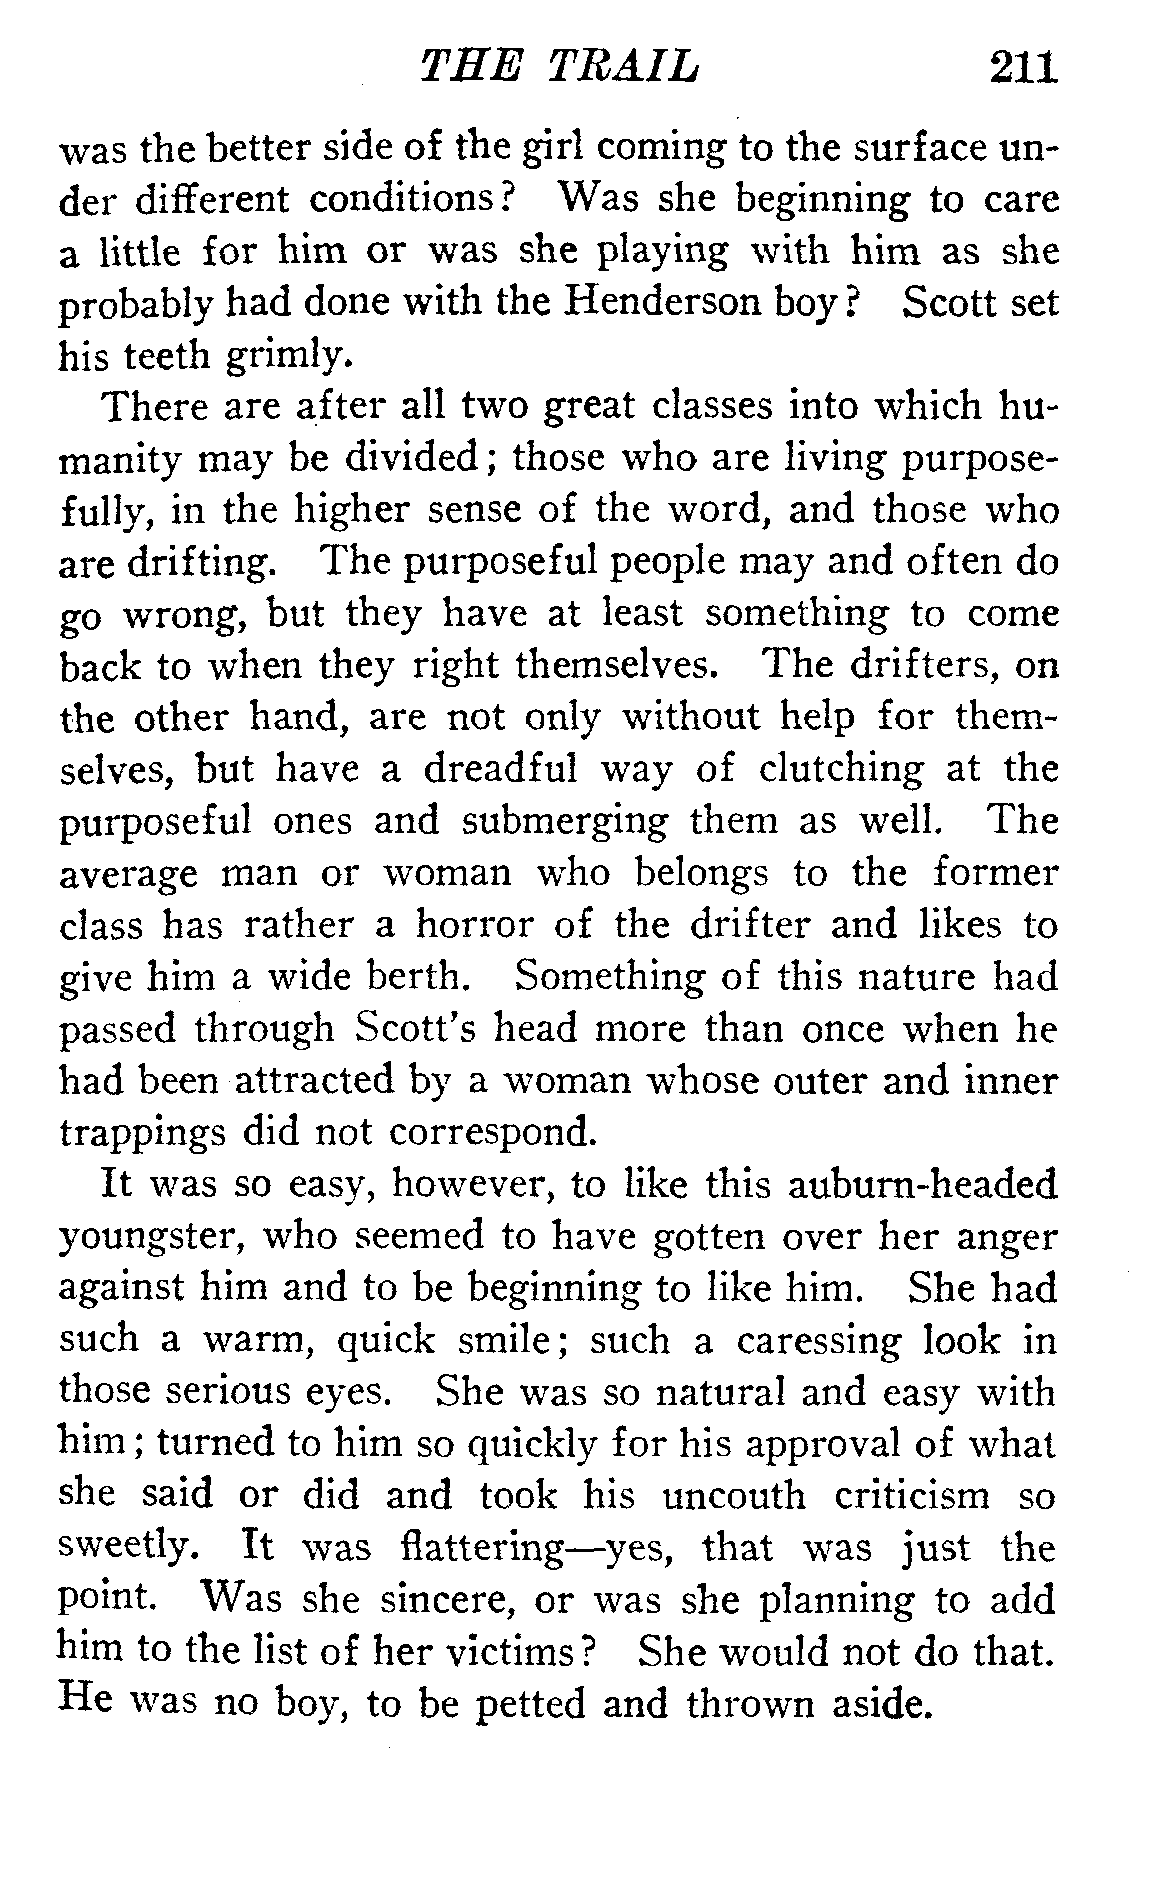 THE TRAIL 211
was the better side of the girl coming to the surface un-
der different conditions? Was she beginning to care
a little for him or was she playing with him as she
probably had done with the Henderson boy? Scott set
his teeth grimly.
There are after all two great classes into which hu-
manity may be divided; those who are living purpose-
fully, in the higher sense of the word, and those who
are drifting. The purposeful people may and often do
go wrong, but they have at least something to come
back to when they right themselves. The drifters, on
the other hand, are not only without help for them-
selves, but have a dreadful way of clutching at the
purposeful ones and submerging them as well. The
average man or woman who belongs to the former
class has rather a horror of the drifter and likes to
give him a wide berth. Something of this nature had
passed through Scott's head more than once when he
had been attracted by a woman whose outer and inner
trappings did not correspond.
It was so easy, however, to like this auburn-headed
youngster, who seemed to have gotten over her anger
against him and to be beginning to like him. She had
such a warm, quick smile; such a caressing look in
those serious eyes. She was so natural and easy with
him; turned to him so quickly for his approval of what
she said or did and took his uncouth criticism so
sweetly. It was flattering—yes, that was just the
point. Was she sincere, or was she planning to add
him to the list of her victims? She would not do that.
He was no boy, to be petted and thrown aside.